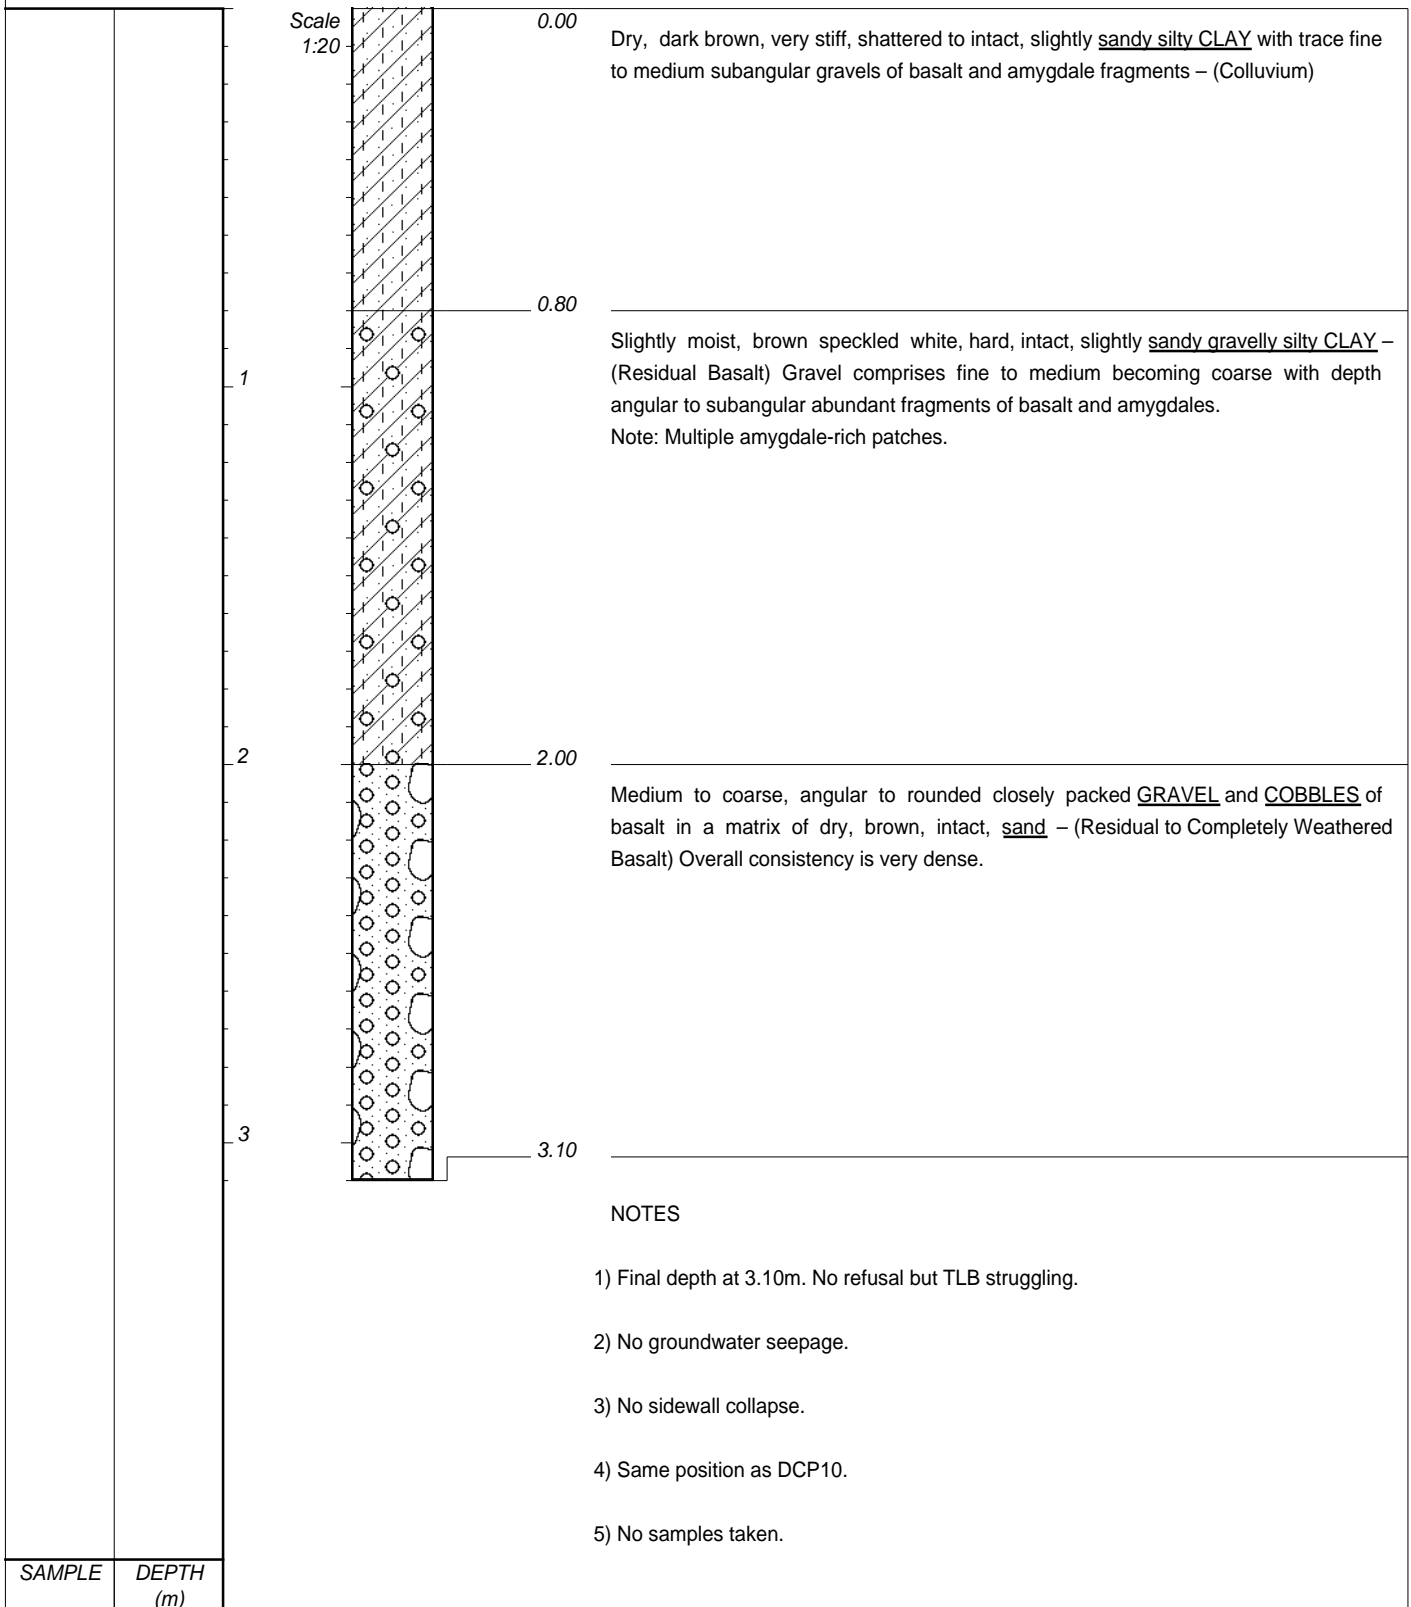 Scale
1:20
0.00
Dry, dark brown, very stiff, shattered to intact, slightly sandy silty CLAY with trace fine
to medium subangular gravels of basalt and amygdale fragments – (Colluvium)
0.80
Slightly moist, brown speckled white, hard, intact, slightly sandy gravelly silty CLAY –
(Residual Basalt) Gravel comprises fine to medium becoming coarse with depth
angular to subangular abundant fragments of basalt and amygdales.
Note: Multiple amygdale-rich patches.
1
2
2.00
Medium to coarse, angular to rounded closely packed GRAVEL and COBBLES of
basalt in a matrix of dry, brown, intact, sand – (Residual to Completely Weathered
Basalt) Overall consistency is very dense.
3
3.10
NOTES
1) Final depth at 3.10m. No refusal but TLB struggling.
2) No groundwater seepage.
3) No sidewall collapse.
4) Same position as DCP10.
5) No samples taken.
SAMPLE
DEPTH
(m)